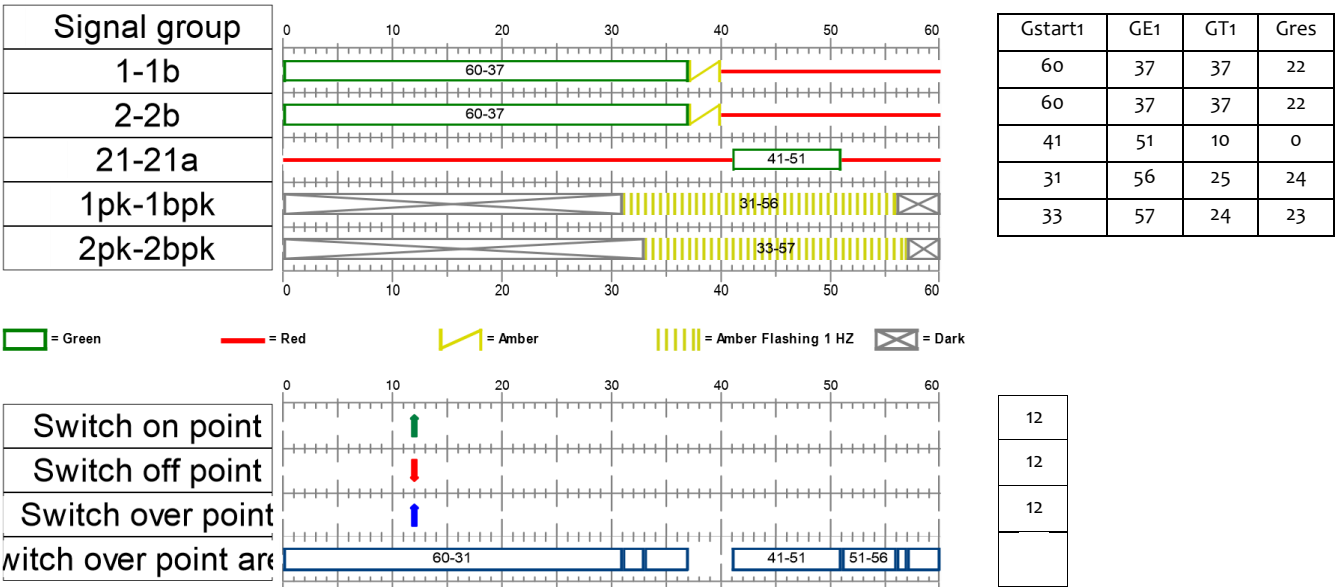 Signal group
0 10 20 30 40 50 60
Gstart1 GE1 GT1 Gres
1-1b 60-37 60 37 37 22
2-2b 60-37 60 37 37 22
21-21a 41-51 41 51 10 0
1pk-1bpk 31-56 31 56 25 24
2pk-2bpk 33-57 33 57 24 23
0 10 20 30 40 50 60
= Green = Red = Amber = Amber Flashing 1 HZ = Dark
0 10 20 30 40 50 60
Switch on point 12
Switch off point 12
Switch over point 12
witch over point are 60-31 41-51 51-56